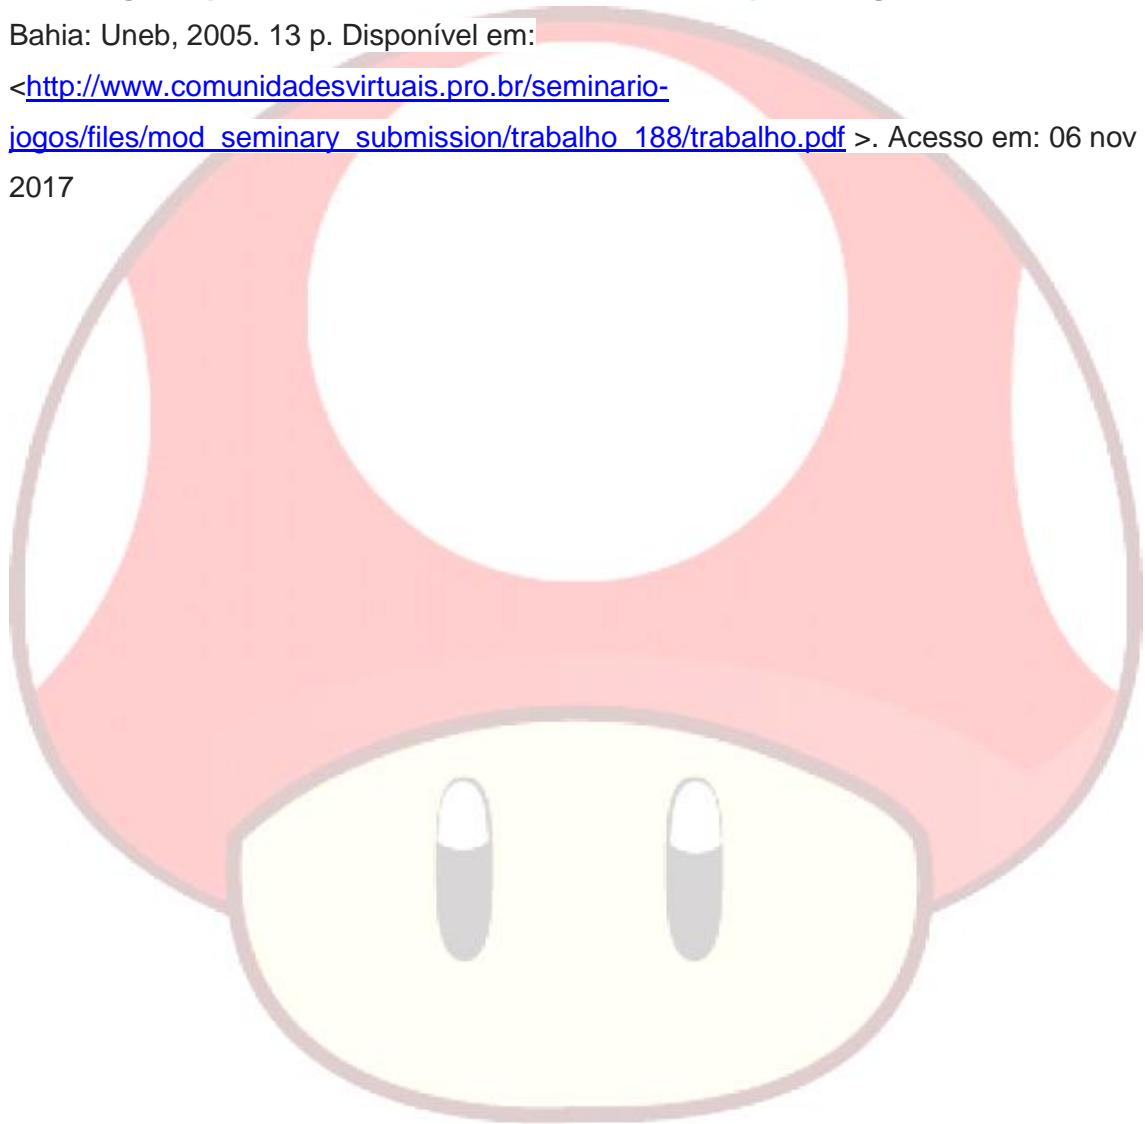 Bahia: Uneb, 2005. 13 p. Disponível em:
<http://www.comunidadesvirtuais.pro.br/seminario-
jogos/files/mod_seminary_submission/trabalho_188/trabalho.pdf >. Acesso em: 06 nov
2017